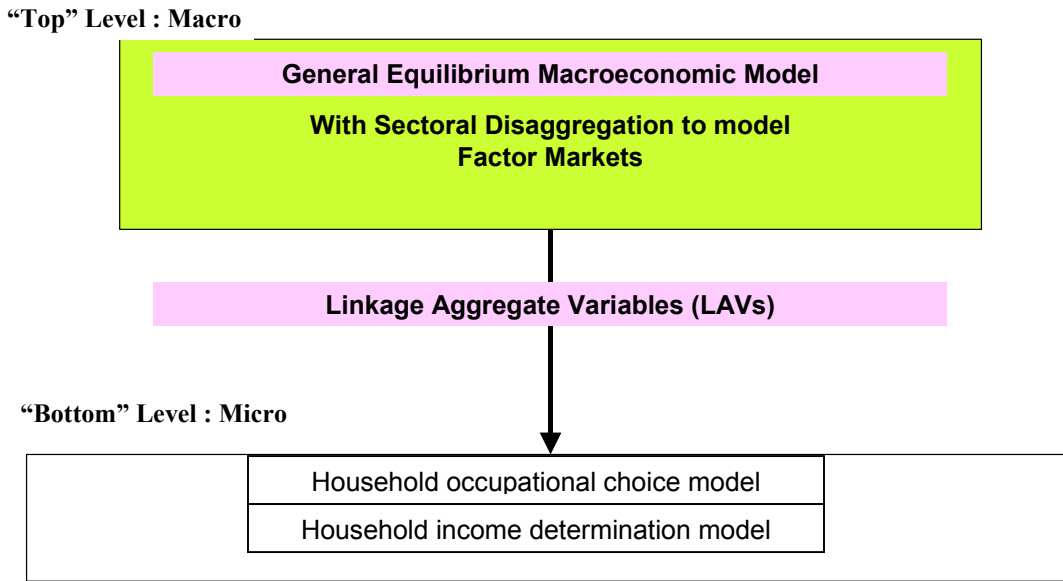 “Top” Level : Macro
General Equilibrium Macroeconomic Model
With Sectoral Disaggregation to model
Factor Markets
Linkage Aggregate Variables (LAVs)
“Bottom” Level : Micro
Household occupational choice model
Household income determination model